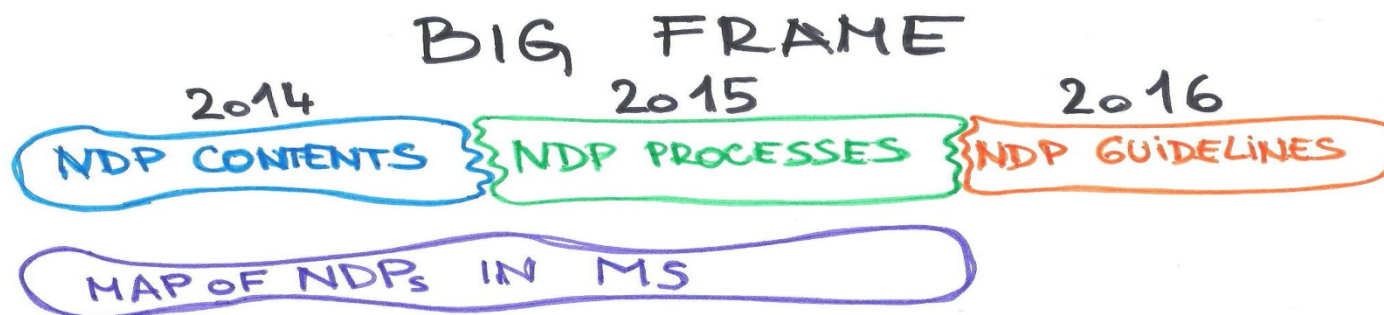 BIG FRAME
2014 2015 2016
NDP CONTENTS NDP PROCESSES NDP GUIDELINES
MAP OF NDPs IN MS